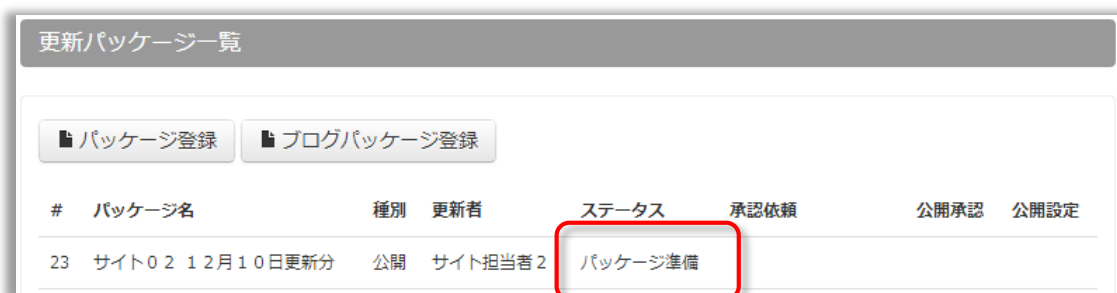 更新パッケージ一覧
パッケージ登録 ブログパッケージ登録
# パッケージ名 種別 更新者 ステータス 承認依頼 公開承認 公開設定
23 サイト０２ １２月１０日更新分 公開 サイト担当者２ パッケージ準備